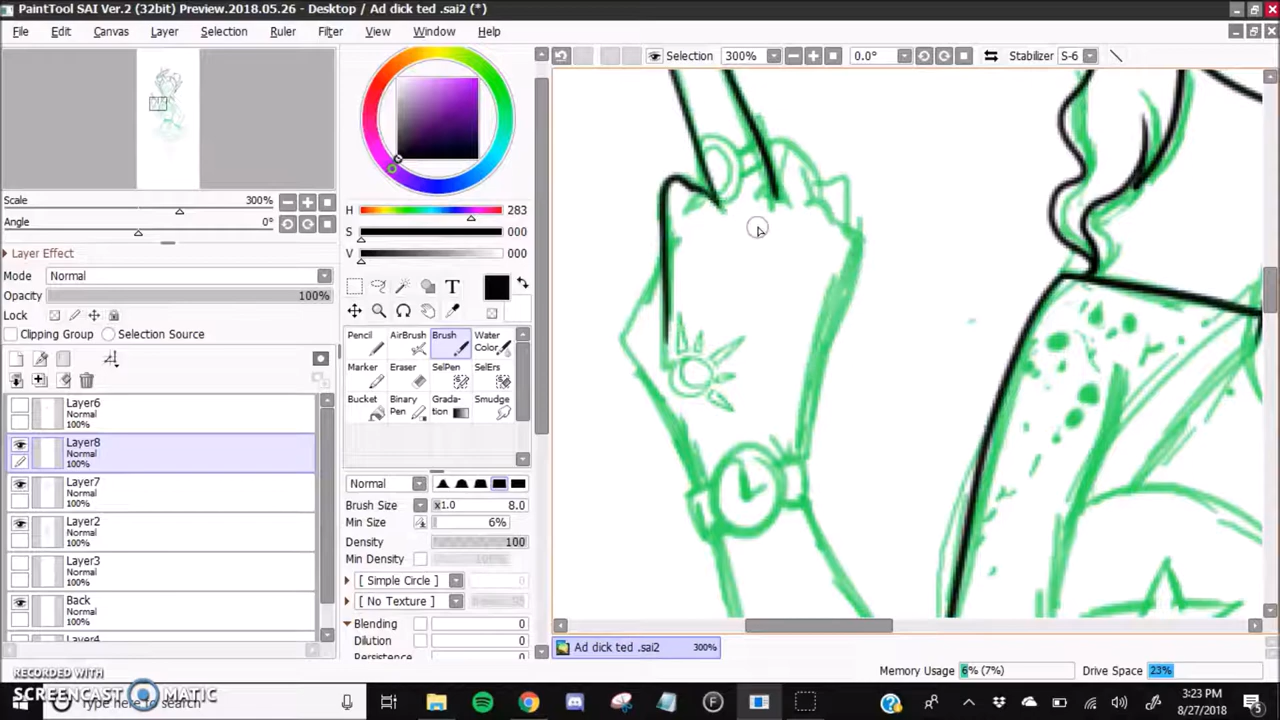 PaintTool SAI Ver.2 (32bit) Preview.2018.05.26 - Desktop / Ad dick ted .sai2 (*)
File Edit Canvas Layer Selection Ruler Filter View Window Help
Selection 300% 0.0° Stabilizer S-6
Scale 300%
Angle 0°
Layer Effect
Mode Normal
Opacity 100%
Lock
Clipping Group Selection Source
Layer6
Normal
100%
Layer8
Normal
100%
Layer7
Normal
100%
Layer2
Normal
100%
Layer3
Normal
100%
Back
Normal
100%
Layer4
H 283
S 000
V 000
T
Pencil AirBrush Brush Water Color
Marker Eraser SelPen SelErs
Bucket Binary Pen Grada-tion Smudge
Normal
Brush Size x1.0 8.0
Min Size 6%
Density 100
Min Density 100%
[ Simple Circle ]
[ No Texture ]
Blending 0
Dilution 0
Persistence
Ad dick ted .sai2 300%
Memory Usage 6% (7%) Drive Space 23%
RECORDED WITH
SCREENCAST MATIC
Type here to search
3:23 PM
8/27/2018
5